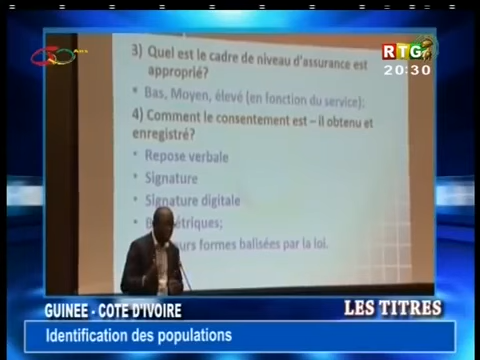 50 Ans
RTG
20:30
3) Quel est le cadre de niveau d'assurance est
approprié?
• Bas, Moyen, élevé (en fonction du service);
4) Comment le consentement est – il obtenu et
enregistré?
• Repose verbale
• Signature
• Signature digitale
• métriques;
formes balisées par la loi.
GUINEE - COTE D'IVOIRE
LES TITRES
Identification des populations